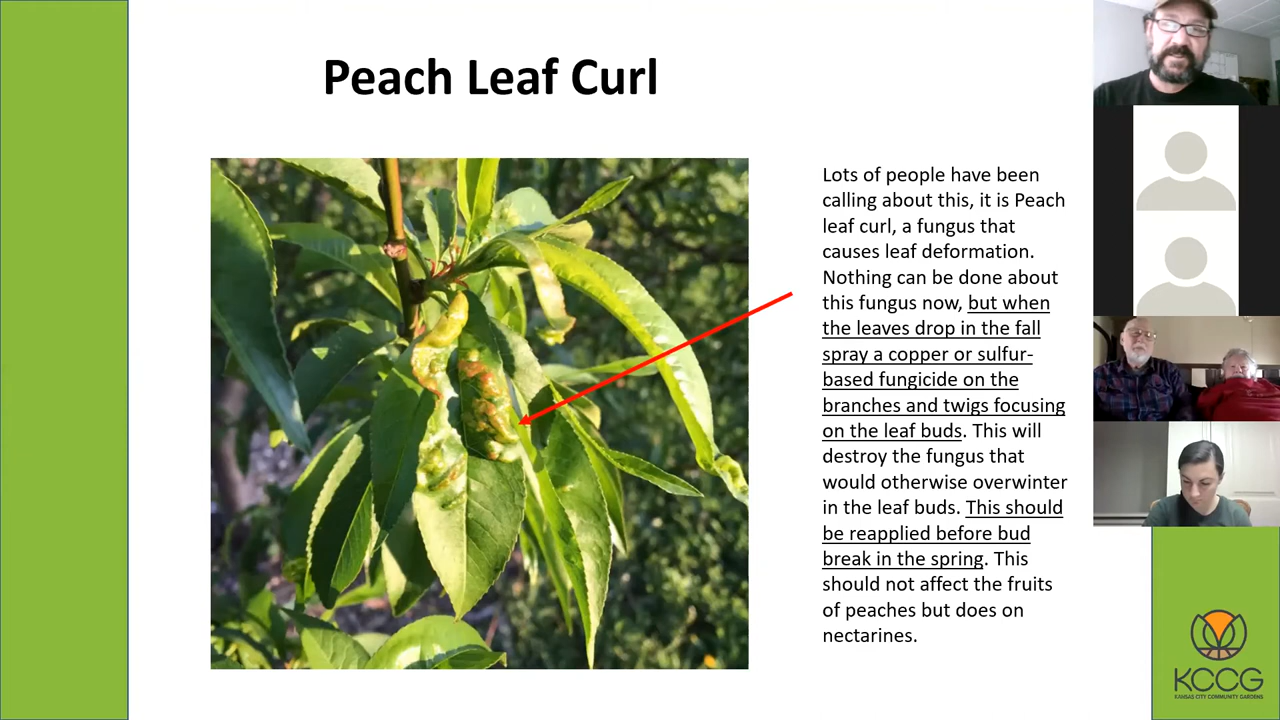 Peach Leaf Curl
Lots of people have been
calling about this, it is Peach
leaf curl, a fungus that
causes leaf deformation.
Nothing can be done about
this fungus now, but when
the leaves drop in the fall
spray a copper or sulfur-
based fungicide on the
branches and twigs focusing
on the leaf buds. This will
destroy the fungus that
would otherwise overwinter
in the leaf buds. This should
be reapplied before bud
break in the spring. This
should not affect the fruits
of peaches but does on
nectarines.
KCCG
KANSAS CITY COMMUNITY GARDENS